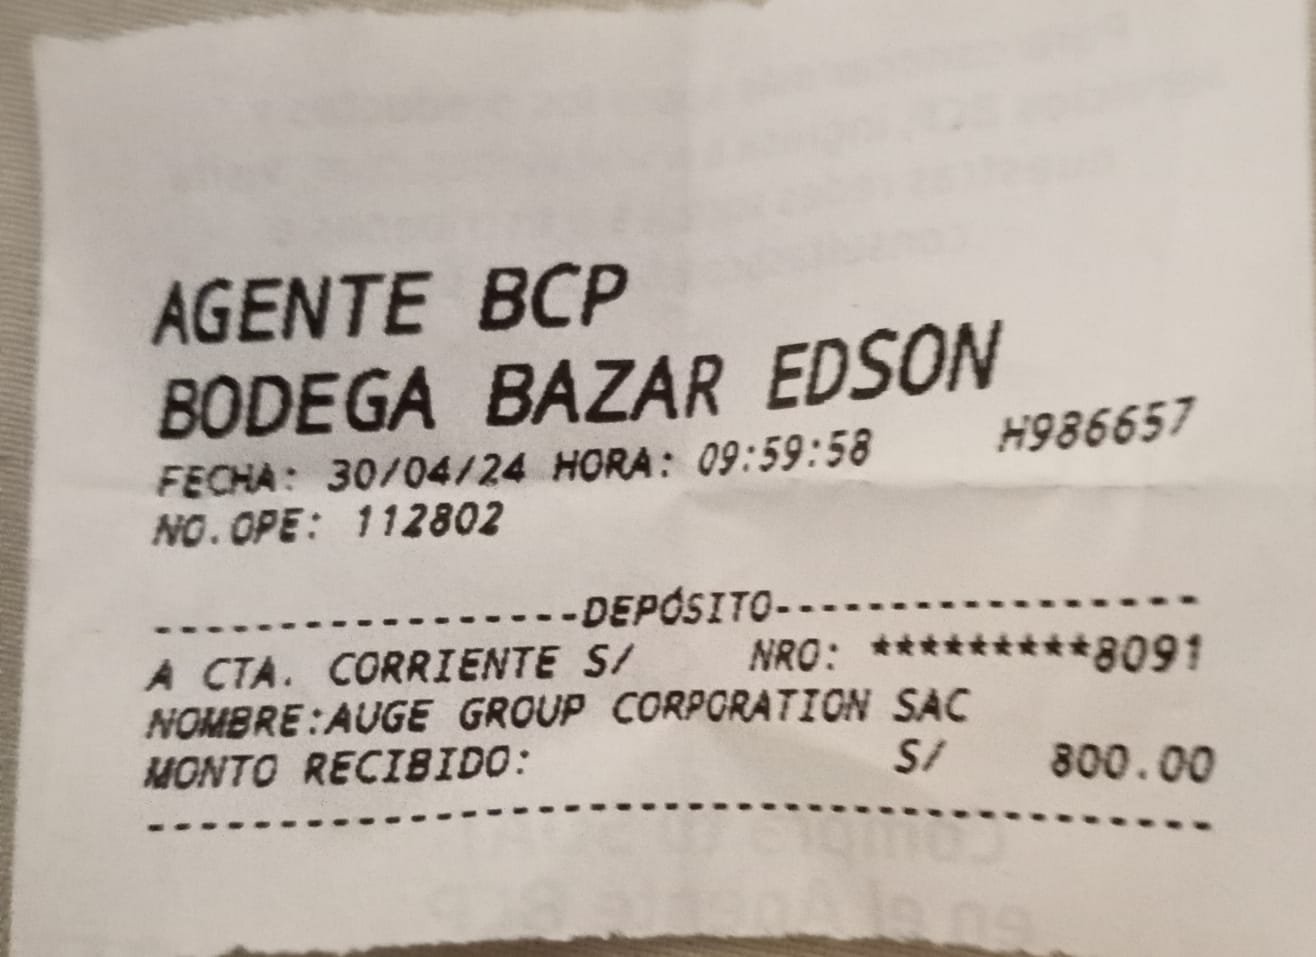 AGENTE BCP
BODEGA BAZAR EDSON
FECHA: 30/04/24 HORA: 09:59:58 H986657
NO.OPE: 112802
-----------------DEPÓSITO-----------------
A CTA. CORRIENTE S/ NRO: *********8091
NOMBRE:AUGE GROUP CORPORATION SAC
MONTO RECIBIDO: S/ 800.00
------------------------------------------